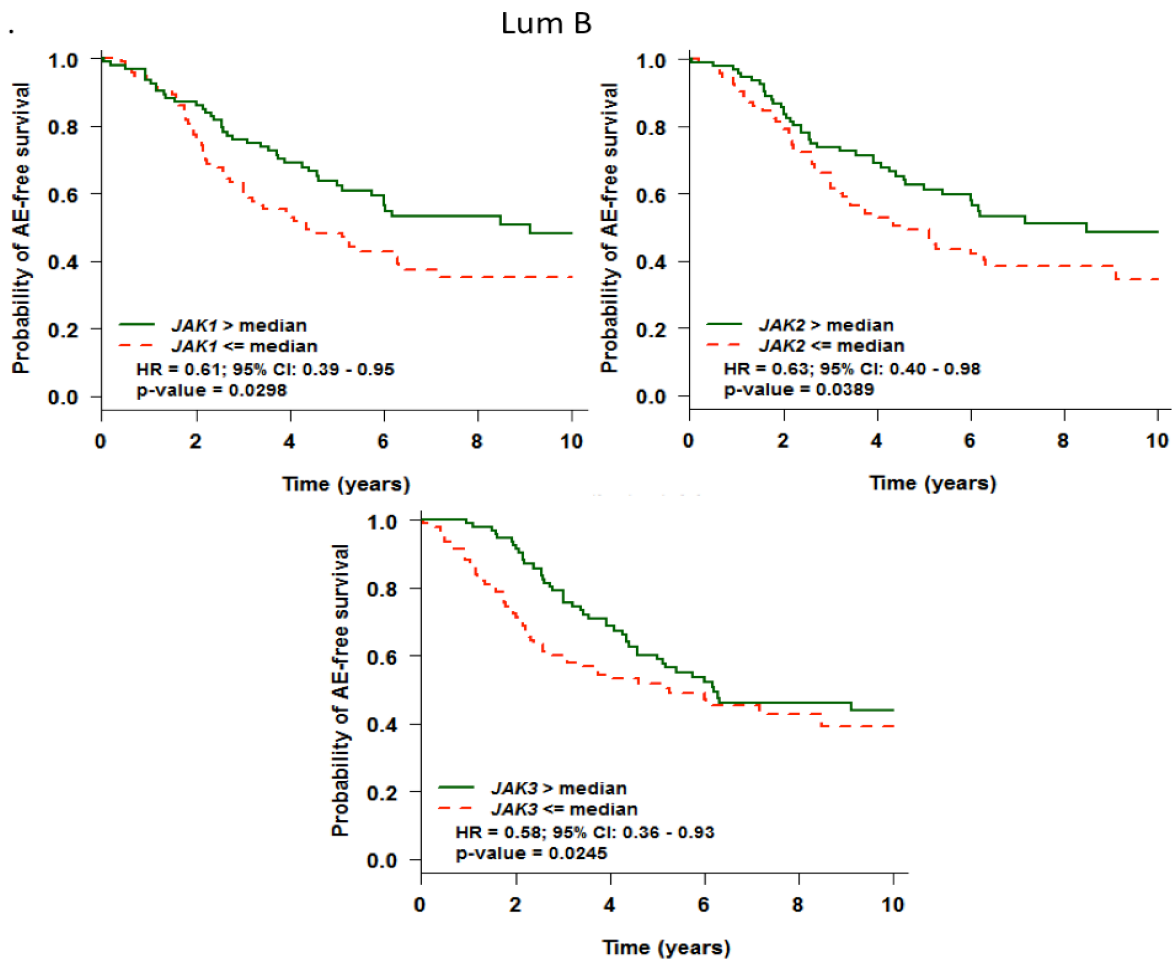 .
Lum B
Probability of AE-free survival
1.0
0.8
0.6
0.4
0.2
0.0
JAK1 > median
JAK1 <= median
HR = 0.61; 95% CI: 0.39 - 0.95
p-value = 0.0298
0 2 4 6 8 10
Time (years)
Probability of AE-free survival
1.0
0.8
0.6
0.4
0.2
0.0
JAK2 > median
JAK2 <= median
HR = 0.63; 95% CI: 0.40 - 0.98
p-value = 0.0389
0 2 4 6 8 10
Time (years)
Probability of AE-free survival
1.0
0.8
0.6
0.4
0.2
0.0
JAK3 > median
JAK3 <= median
HR = 0.58; 95% CI: 0.36 - 0.93
p-value = 0.0245
0 2 4 6 8 10
Time (years)